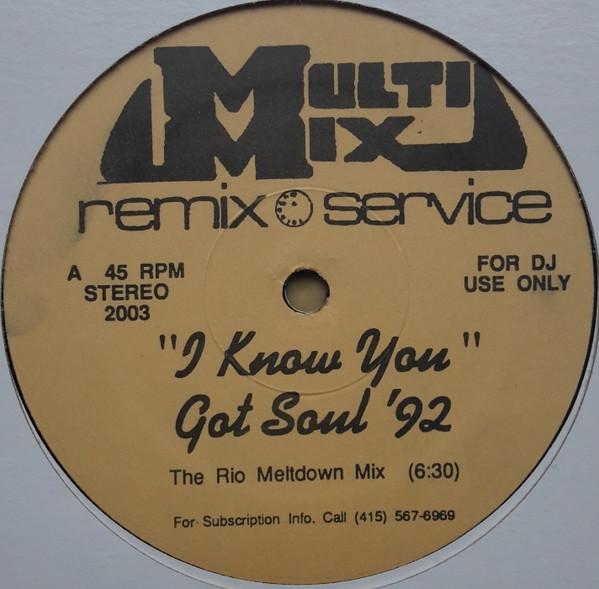 MULTI
MIX
remix service
A 45 RPM
STEREO
2003
FOR DJ
USE ONLY
"I Know You"
Got Soul '92
The Rio Meltdown Mix (6:30)
For Subscription Info. Call (415) 567-6969